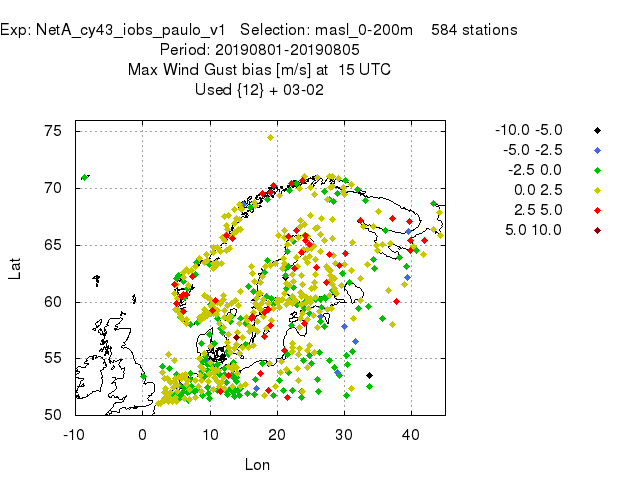 Exp: NetA_cy43_iobs_paulo_v1 Selection: masl_0-200m 584 stations
Period: 20190801-20190805
Max Wind Gust bias [m/s] at 15 UTC
Used {12} + 03-02
-10.0 -5.0
-5.0 -2.5
-2.5 0.0
0.0 2.5
2.5 5.0
5.0 10.0
75
70
65
60
55
50
Lat
-10 0 10 20 30 40
Lon